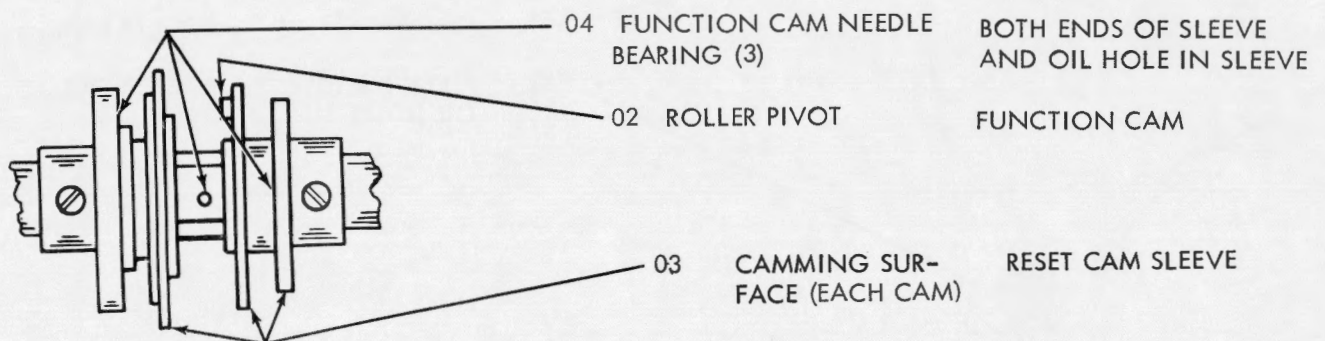 04 FUNCTION CAM NEEDLE BEARING (3) BOTH ENDS OF SLEEVE AND OIL HOLE IN SLEEVE
02 ROLLER PIVOT FUNCTION CAM
03 CAMMING SUR-
FACE (EACH CAM) RESET CAM SLEEVE